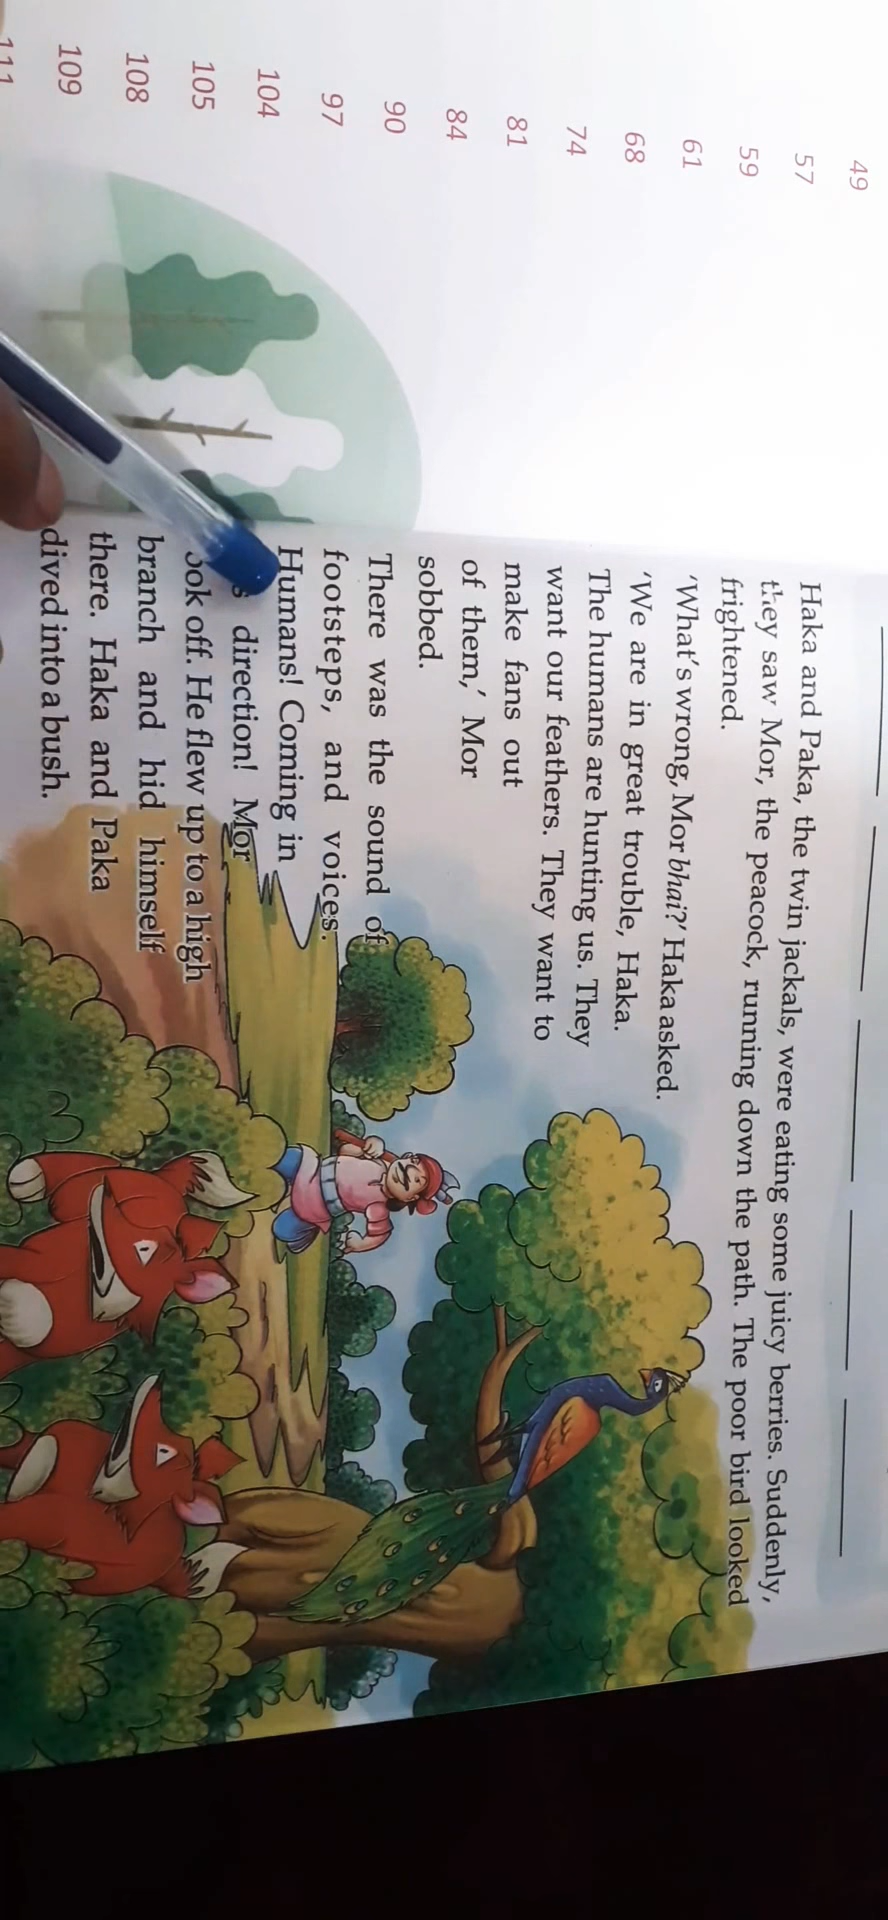 49
57
59
61
68
74
81
84
90
97
104
105
108
109
111
Haka and Paka, the twin jackals, were eating some juicy berries. Suddenly,
they saw Mor, the peacock, running down the path. The poor bird looked
frightened.
‘What’s wrong, Mor bhai?’ Haka asked.
‘We are in great trouble, Haka.
The humans are hunting us. They
want our feathers. They want to
make fans out
of them,’ Mor
sobbed.
There was the sound of
footsteps, and voices.
Humans! Coming in
direction! Mor
off. He flew up to a high
branch and hid himself
there. Haka and Paka
dived into a bush.